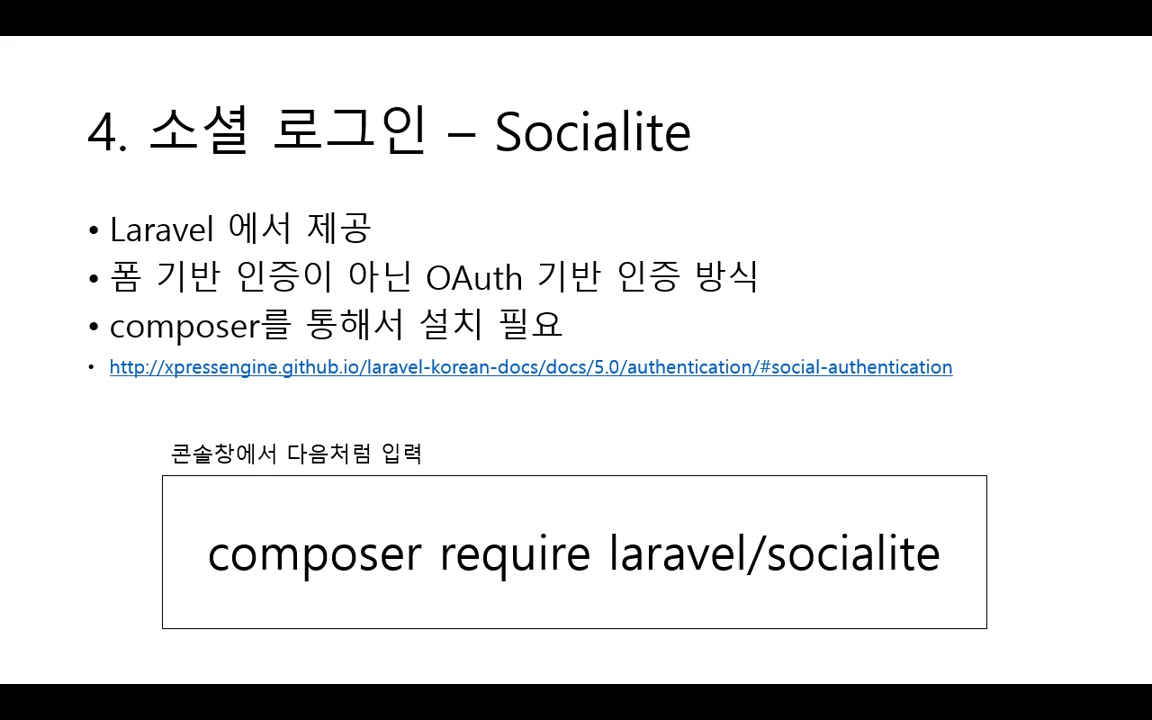 4. 소셜 로그인 – Socialite
• Laravel 에서 제공
• 폼 기반 인증이 아닌 OAuth 기반 인증 방식
• composer를 통해서 설치 필요
• http://xpressengine.github.io/laravel-korean-docs/docs/5.0/authentication/#social-authentication
콘솔창에서 다음처럼 입력
composer require laravel/socialite